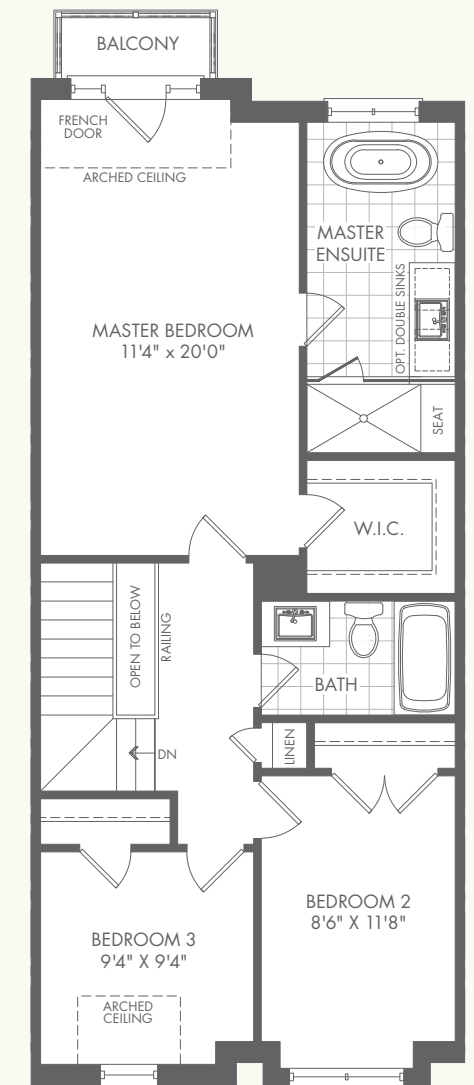 BALCONY
FRENCH
DOOR
ARCHED CEILING
MASTER
ENSUITE
OPT. DOUBLE SINKS
MASTER BEDROOM
11'4" x 20'0"
SEAT
W.I.C.
OPEN TO BELOW
RAILING
BATH
DN
LINEN
BEDROOM 2
8'6" X 11'8"
BEDROOM 3
9'4" X 9'4"
ARCHED
CEILING